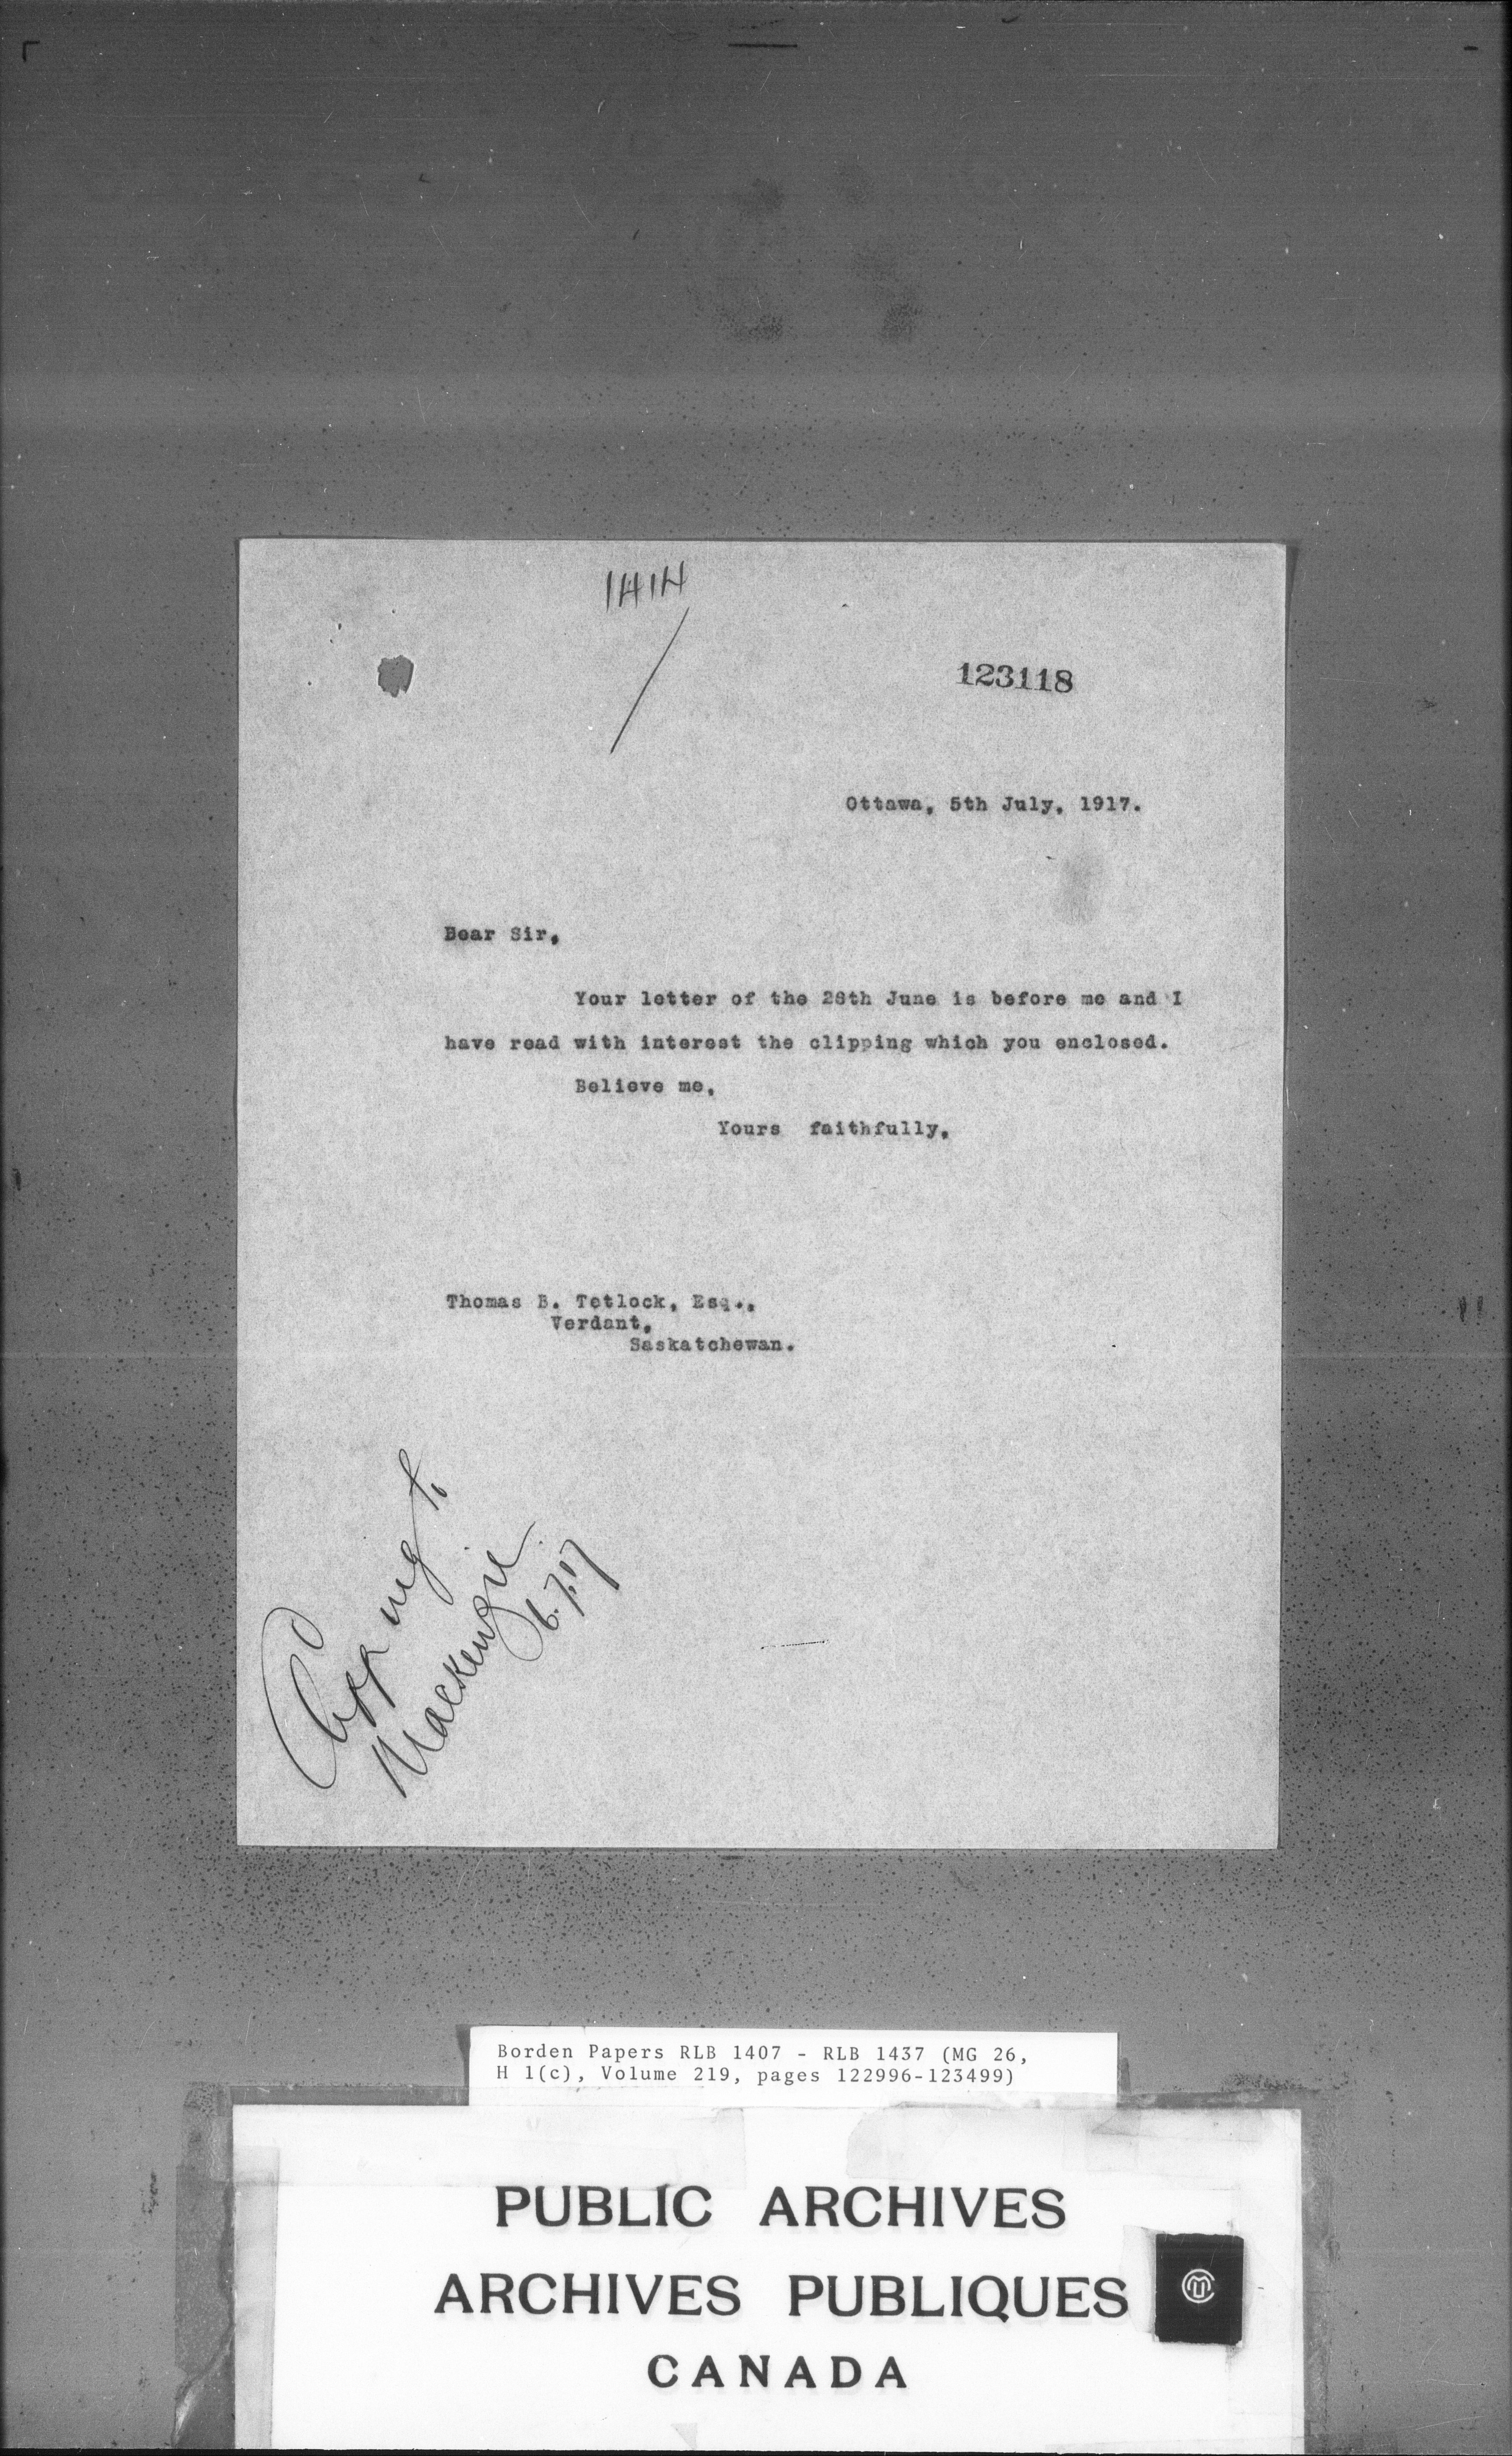 1414
123118
Ottawa, 5th July, 1917.
Dear Sir,
Your letter of the 28th June is before me and I
have read with interest the clipping which you enclosed.
Believe me,
Yours faithfully,
Thomas B. Tetlock, Esq.,
Verdant,
Saskatchewan.
Clipping to
Mackenzie
6.7.17
Borden Papers RLB 1407 - RLB 1437 (MG 26,
H 1(c), Volume 219, pages 122996-123499)
PUBLIC ARCHIVES
ARCHIVES PUBLIQUES
CANADA